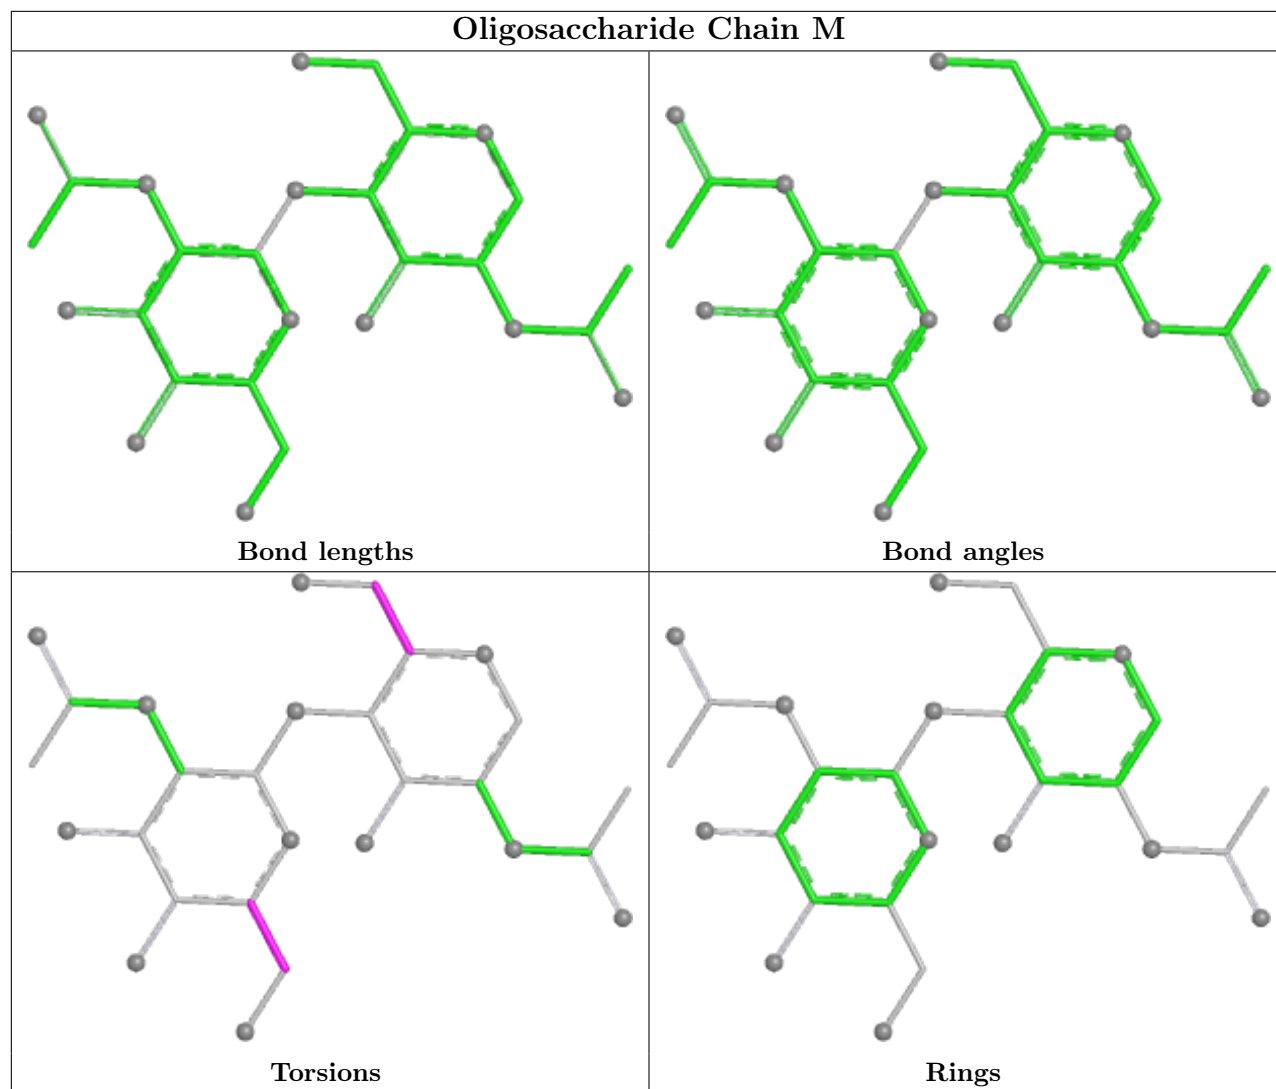 Oligosaccharide Chain M
Bond lengths
Bond angles
Torsions
Rings